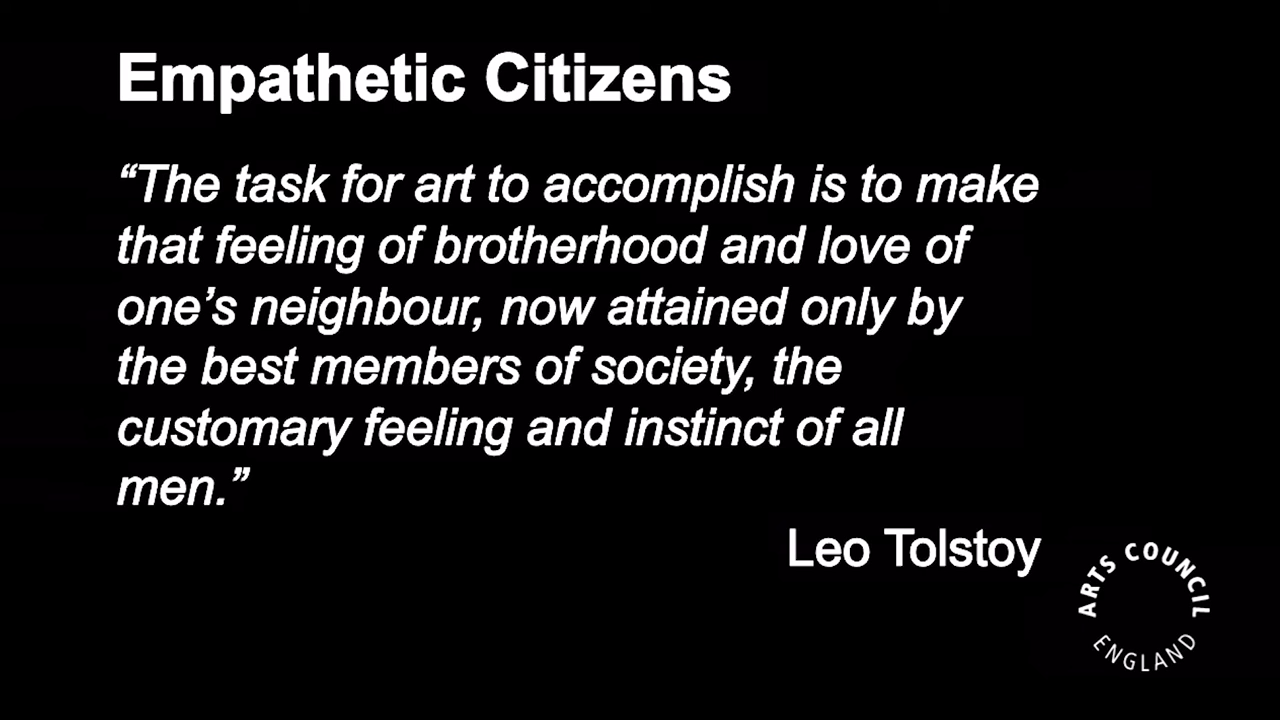 Empathetic Citizens
“The task for art to accomplish is to make
that feeling of brotherhood and love of
one’s neighbour, now attained only by
the best members of society, the
customary feeling and instinct of all
men.”
Leo Tolstoy
ARTS COUNCIL
ENGLAND